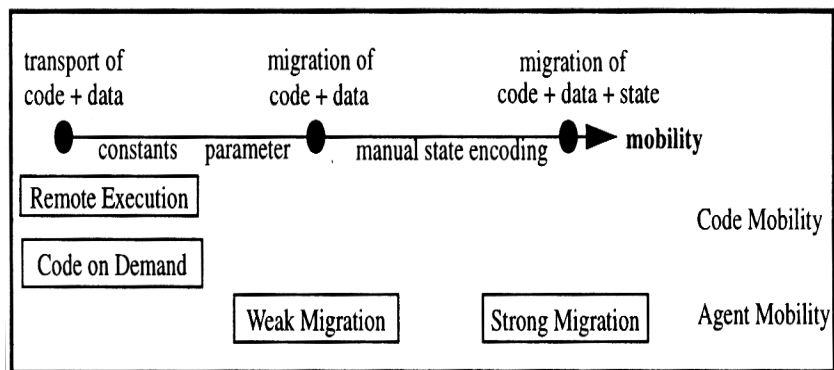 transport of
code + data
migration of
code + data
migration of
code + data + state
constants parameter manual state encoding mobility
Remote Execution
Code Mobility
Code on Demand
Weak Migration Strong Migration Agent Mobility